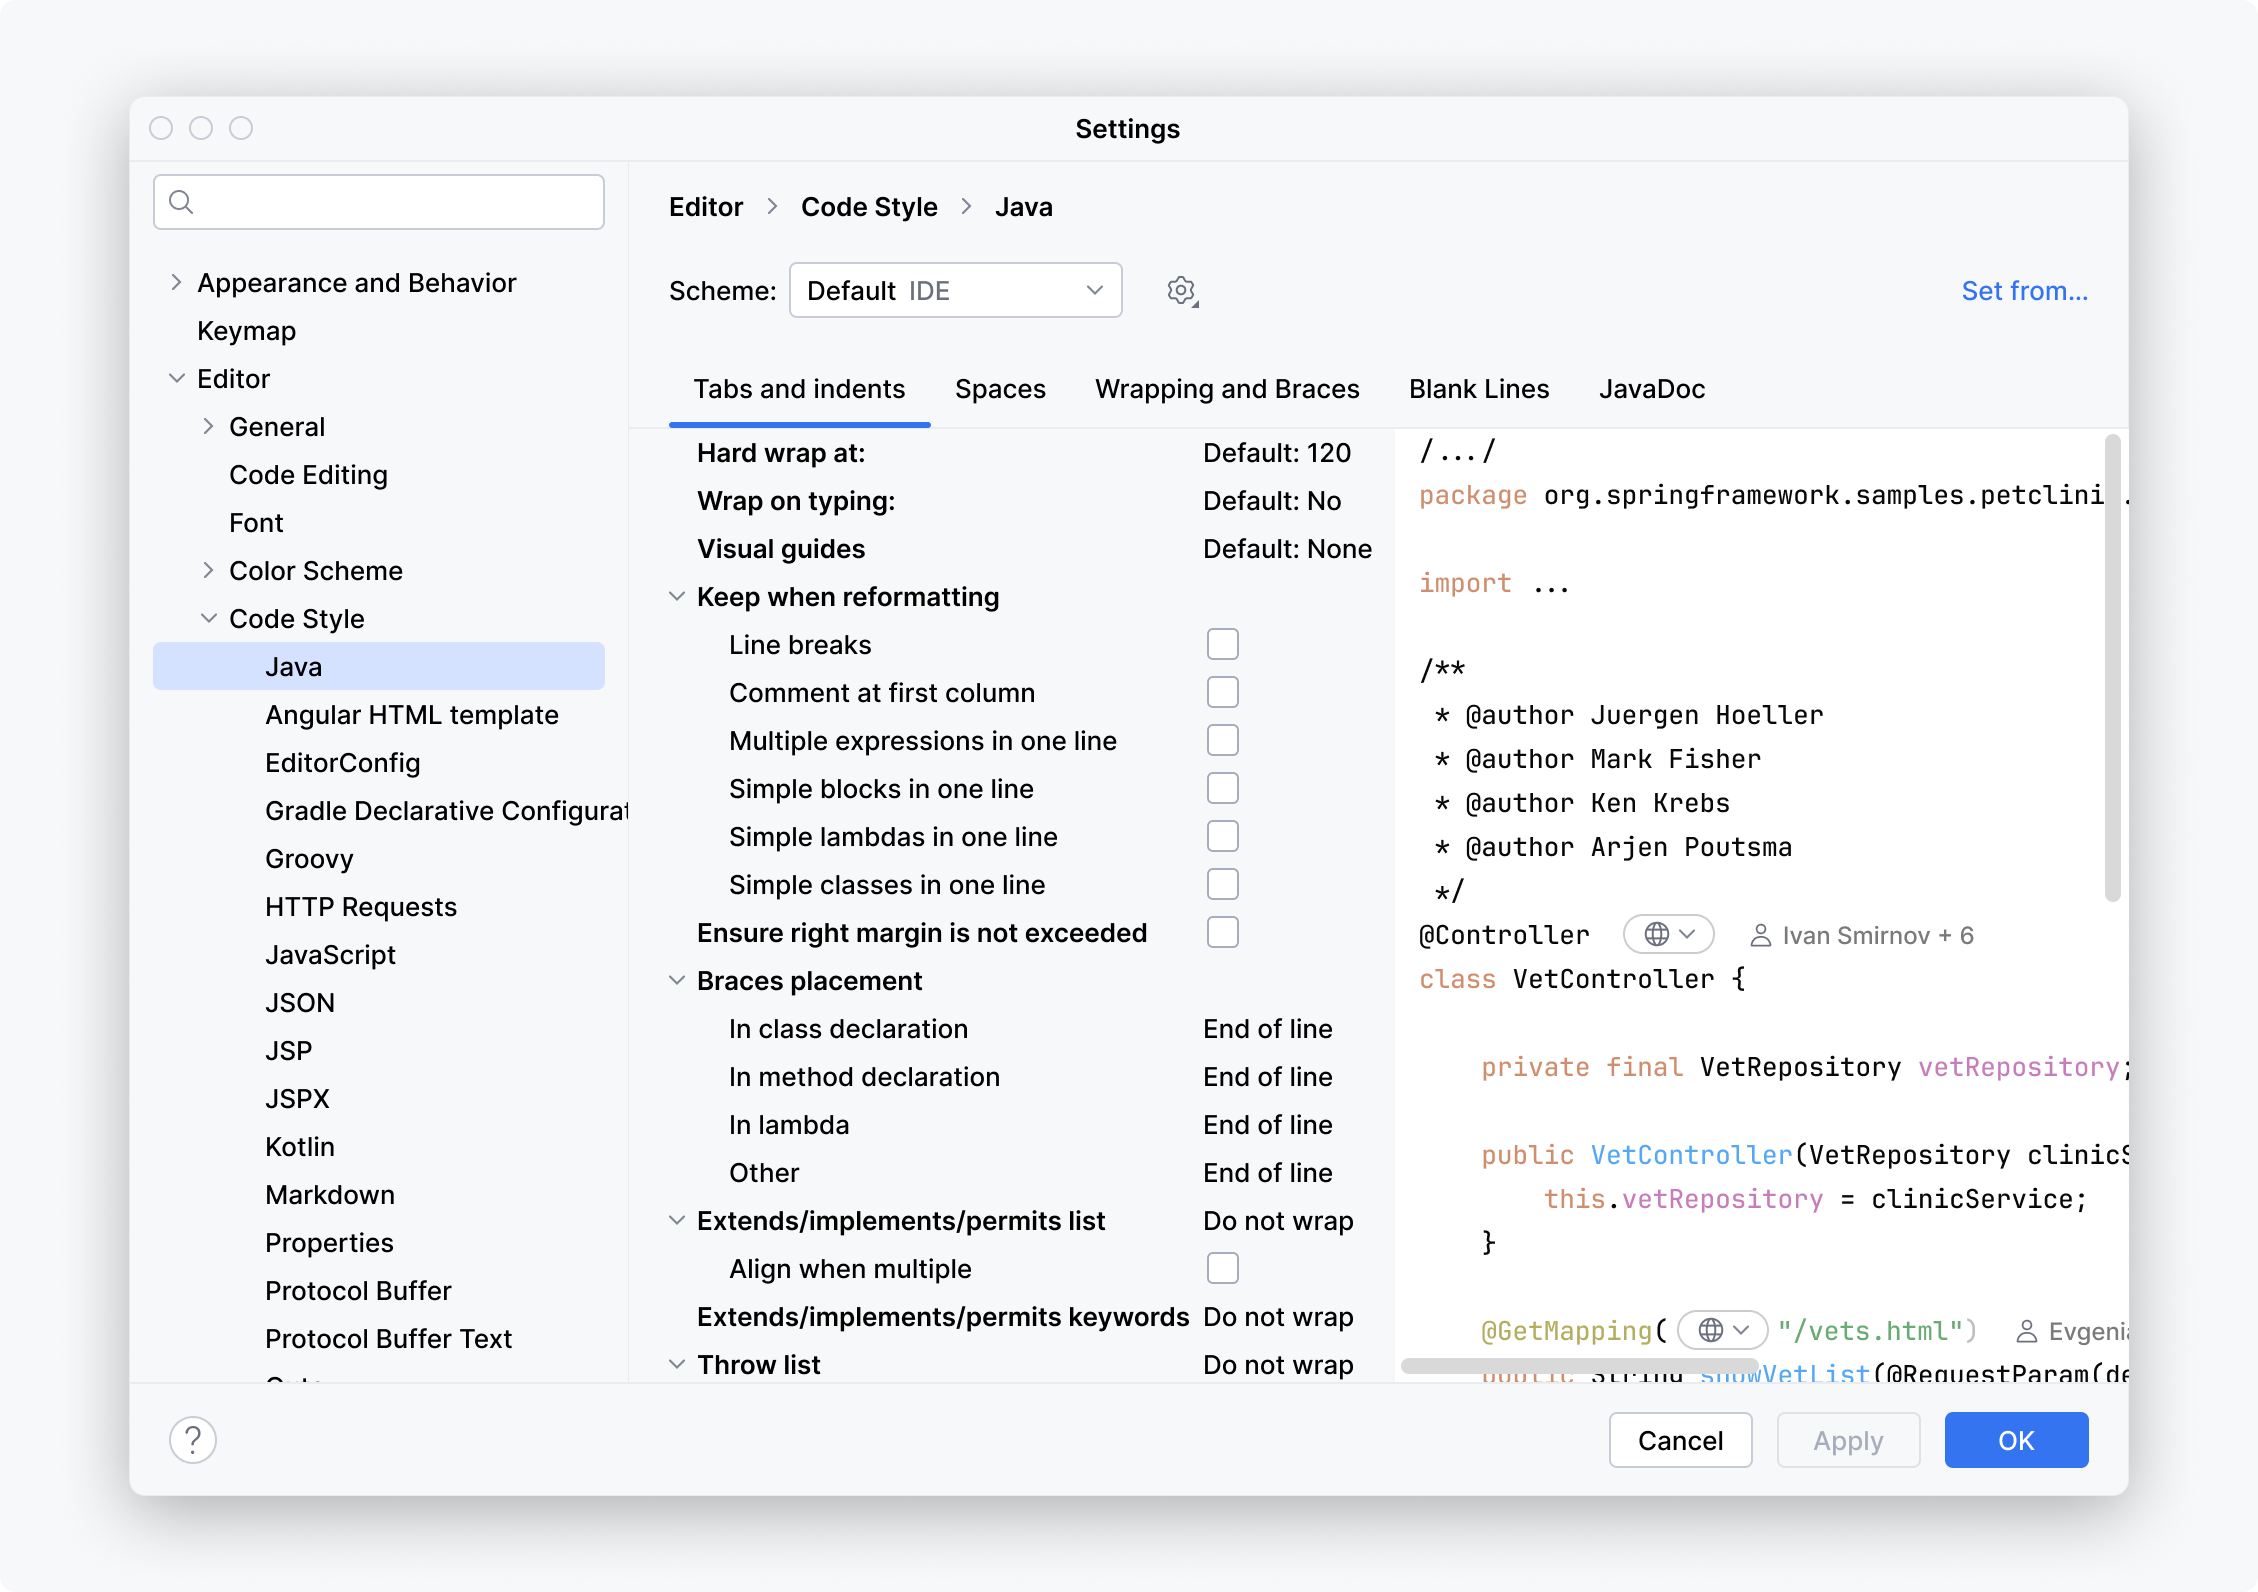 Settings
Appearance and Behavior
Keymap
Editor
General
Code Editing
Font
Color Scheme
Code Style
Java
Angular HTML template
EditorConfig
Gradle Declarative Configurat
Groovy
HTTP Requests
JavaScript
JSON
JSP
JSPX
Kotlin
Markdown
Properties
Protocol Buffer
Protocol Buffer Text
Editor > Code Style > Java
Scheme: Default IDE
Set from...
Tabs and indents Spaces Wrapping and Braces Blank Lines JavaDoc
Hard wrap at: Default: 120
Wrap on typing: Default: No
Visual guides Default: None
Keep when reformatting
Line breaks
Comment at first column
Multiple expressions in one line
Simple blocks in one line
Simple lambdas in one line
Simple classes in one line
Ensure right margin is not exceeded
Braces placement
In class declaration End of line
In method declaration End of line
In lambda End of line
Other End of line
Extends/implements/permits list Do not wrap
Align when multiple
Extends/implements/permits keywords Do not wrap
Throw list Do not wrap
/.../
package org.springframework.samples.petclini.
import ...
/**
* @author Juergen Hoeller
* @author Mark Fisher
* @author Ken Krebs
* @author Arjen Poutsma
*/
@Controller Ivan Smirnov + 6
class VetController {
private final VetRepository vetRepository;
public VetController(VetRepository clinicS
this.vetRepository = clinicService;
}
@GetMapping( "/vets.html") Evgenia
public String showVetList(@RequestParam(de
? Cancel Apply OK